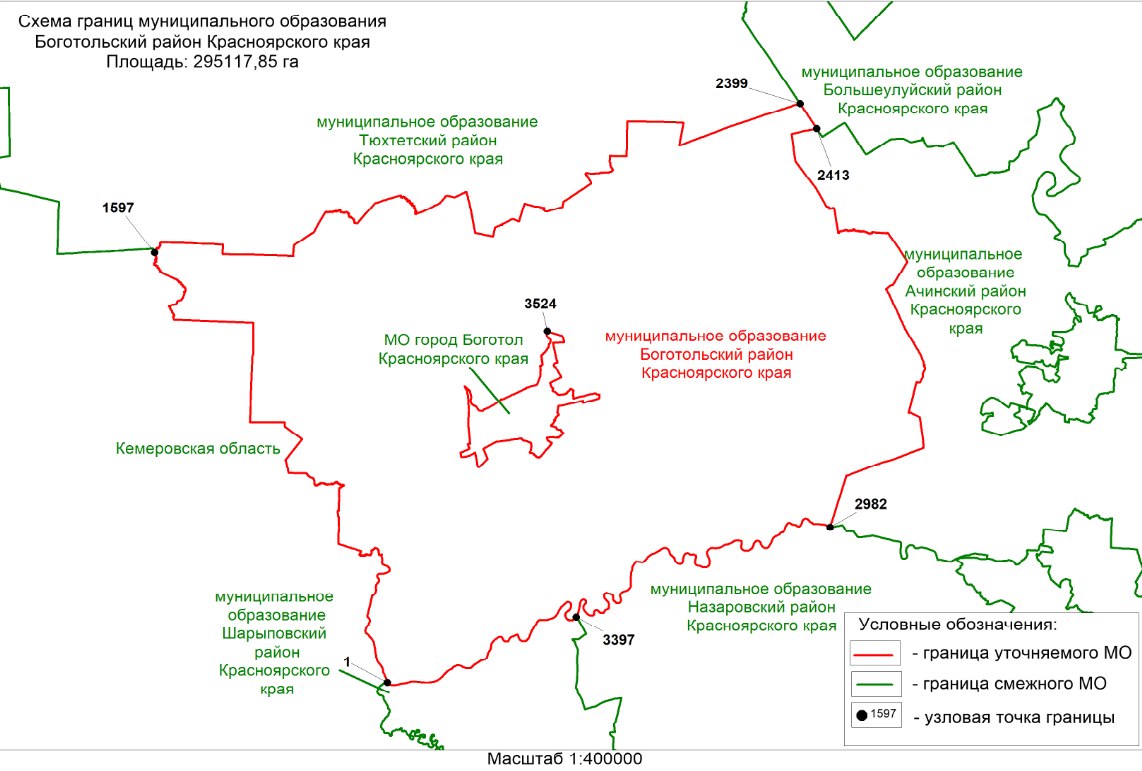 Схема границ муниципального образования
Боготольский район Красноярского края
Площадь: 295117,85 га
муниципальное образование
Большеулуйский район
Красноярского края
2399
2413
муниципальное образование
Тюхтетский район
Красноярского края
1597
муниципальное
образование
Ачинский район
Красноярского
края
3524
МО город Боготол
Красноярского края
муниципальное образование
Боготольский район
Красноярского края
Кемеровская область
2982
муниципальное
образование
Шарыповский
район
Красноярского
края
1
3397
муниципальное образование
Назаровский район
Красноярского края
Условные обозначения:
- граница уточняемого МО
- граница смежного МО
1597 - узловая точка границы
Масштаб 1:400000